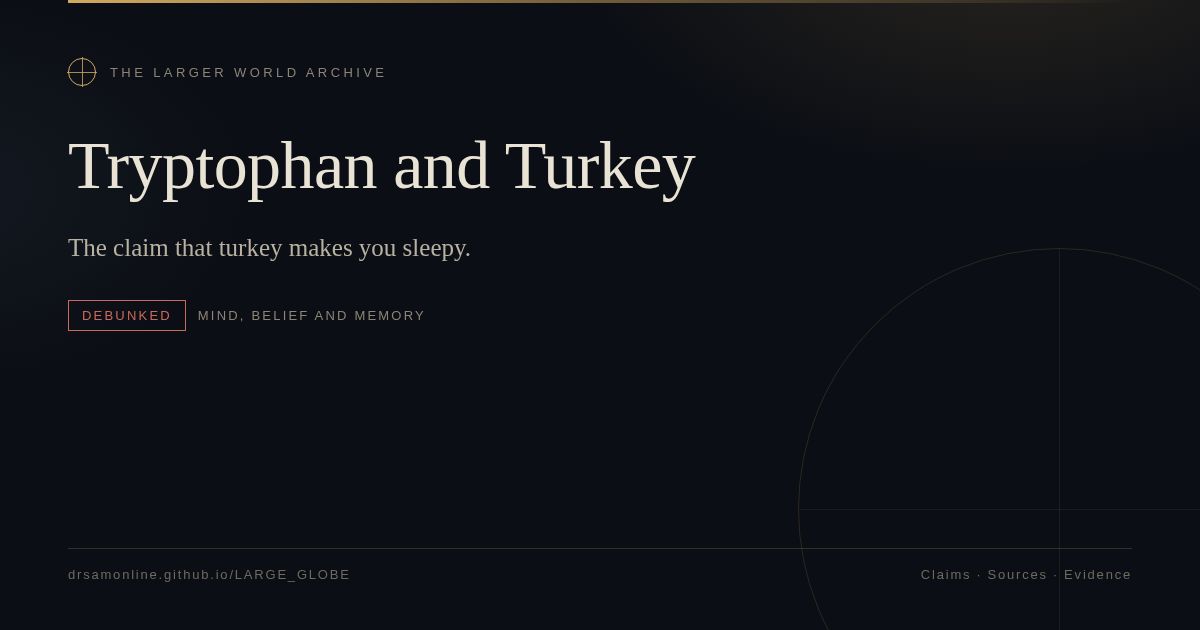 THE LARGER WORLD ARCHIVE
Tryptophan and Turkey
The claim that turkey makes you sleepy.
DEBUNKED MIND, BELIEF AND MEMORY
drsamonline.github.io/LARGE_GLOBE Claims · Sources · Evidence